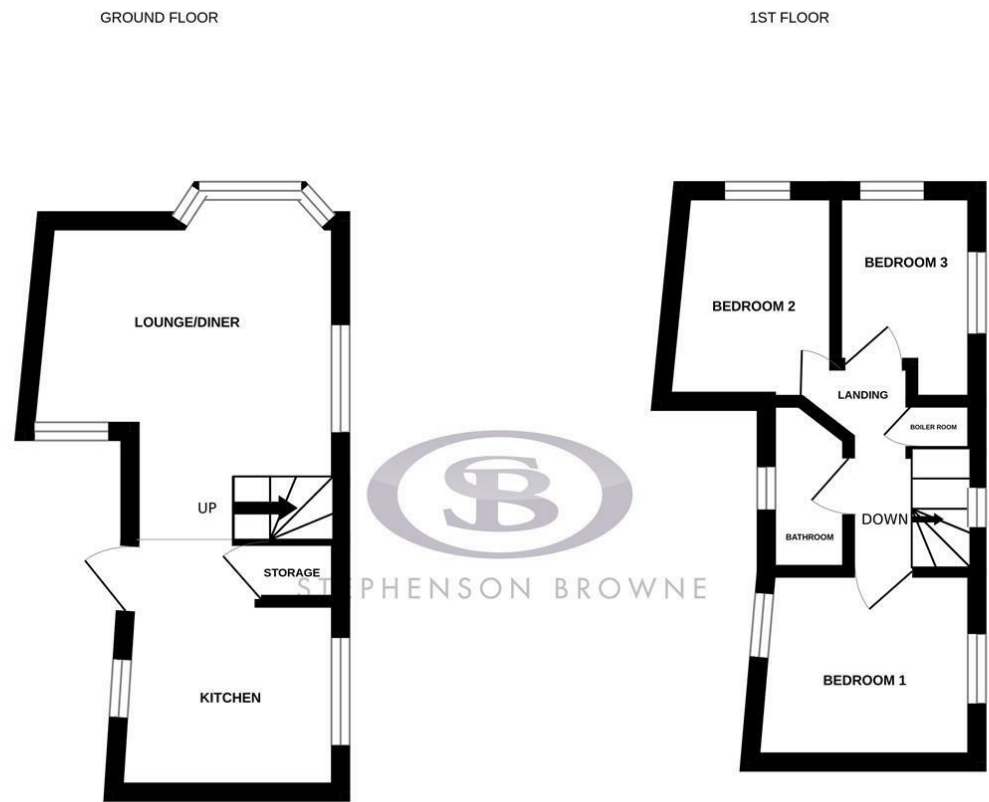 GROUND FLOOR
1ST FLOOR
LOUNGE/DINER
UP
STORAGE
KITCHEN
BEDROOM 3
BEDROOM 2
LANDING
BOILER ROOM
DOWN
BATHROOM
BEDROOM 1
SB
STEPHENSON BROWNE